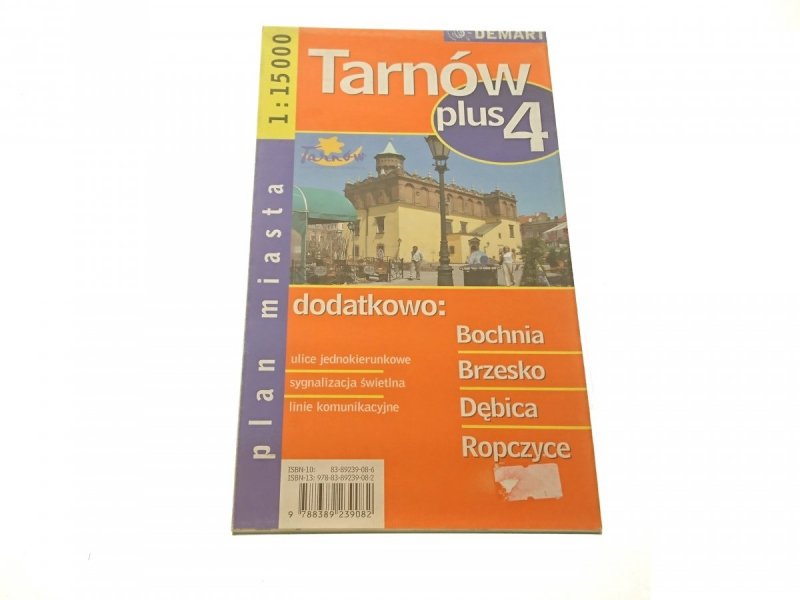 DEMART
1:15000
Tarnów
plus 4
Tarnów
plan miasta
dodatkowo:
ulice jednokierunkowe
sygnalizacja świetlna
linie komunikacyjne
Bochnia
Brzesko
Dębica
Ropczyce
ISBN-10: 83-89239-08-6
ISBN-13: 978-83-89239-08-2
9 788389 239082